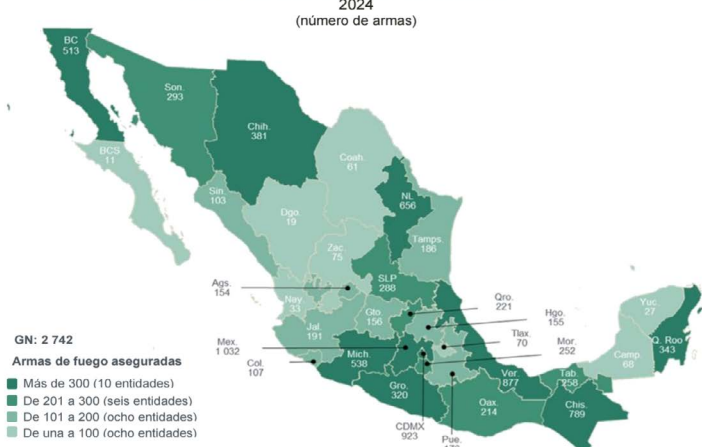 2024
(número de armas)
BC
513
Son.
293
Chih.
381
BCS
11
Coah.
61
Sin.
103
NL
656
Dgo.
19
Tamps.
186
Zac.
75
SLP
288
Ags.
154
Nay.
33
Qro.
221
Yuc.
27
Gto.
156
Hgo.
155
Jal.
191
Q. Roo
343
GN: 2 742
Mex.
1 032
Tlax.
70
Armas de fuego aseguradas
Col.
107
Mich.
538
Mor.
252
Camp.
68
Ver.
877
Tab.
258
Más de 300 (10 entidades)
Gro.
320
De 201 a 300 (seis entidades)
Oax.
214
Chis.
789
De 101 a 200 (ocho entidades)
CDMX
923
De una a 100 (ocho entidades)
Pue.